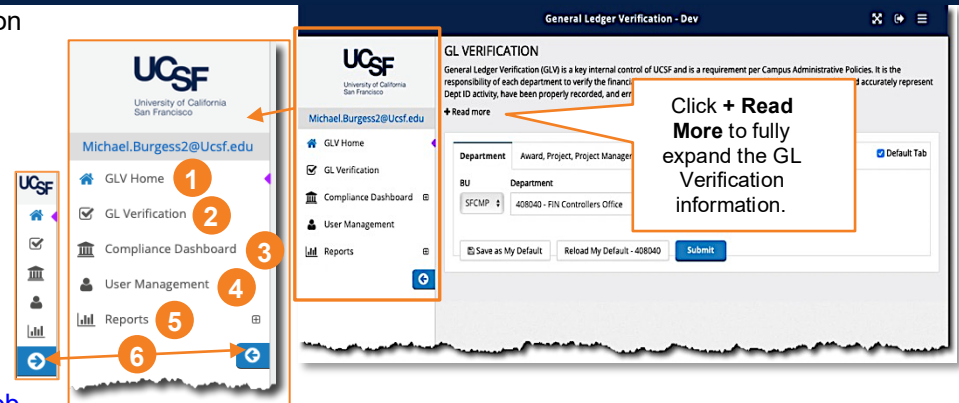 on
General Ledger Verification - Dev
UCSF
University of California
San Francisco
Michael.Burgess2@Ucsf.edu
GLV Home 1
GL Verification 2
Compliance Dashboard 3
User Management 4
Reports 5
6
UCSF
UCSF
University of California
San Francisco
Michael.Burgess2@Ucsf.edu
GLV Home
GL Verification
Compliance Dashboard
User Management
Reports
GL VERIFICATION
General Ledger Verification (GLV) is a key internal control of UCSF and is a requirement per Campus Administrative Policies. It is the
responsibility of each department to verify the financial
d accurately represent
Dept ID activity, have been properly recorded, and
+ Read more
Click + Read
More to fully
expand the GL
Verification
information.
Department Award, Project, Project Manager
Default Tab
BU Department
SFCMP 408040 - FIN Controllers Office
Save as My Default Reload My Default - 408040 Submit